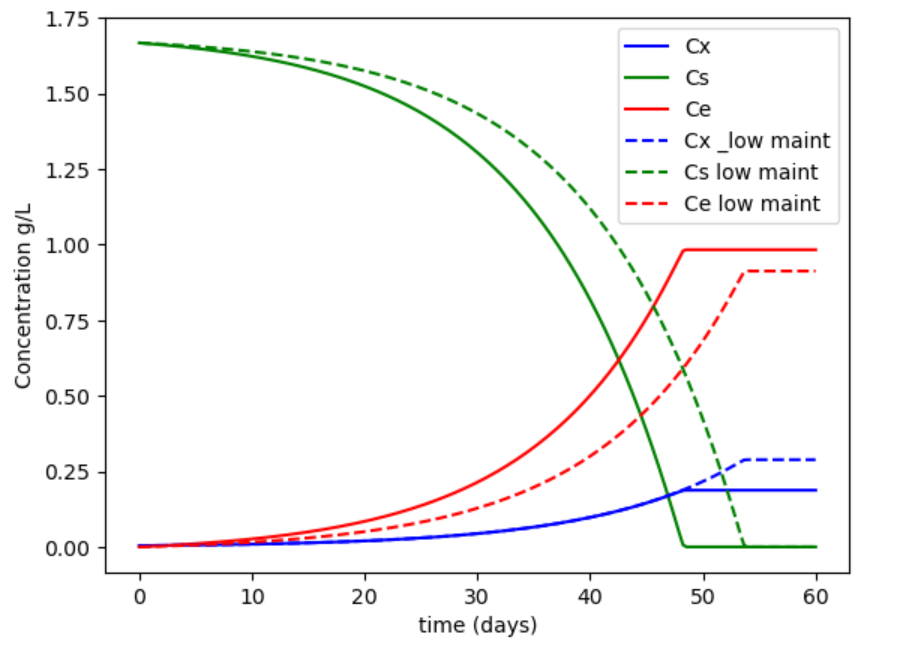 1.75
1.50
1.25
1.00
0.75
0.50
0.25
0.00
Concentration g/L
Cx
Cs
Ce
Cx _low maint
Cs low maint
Ce low maint
0 10 20 30 40 50 60
time (days)